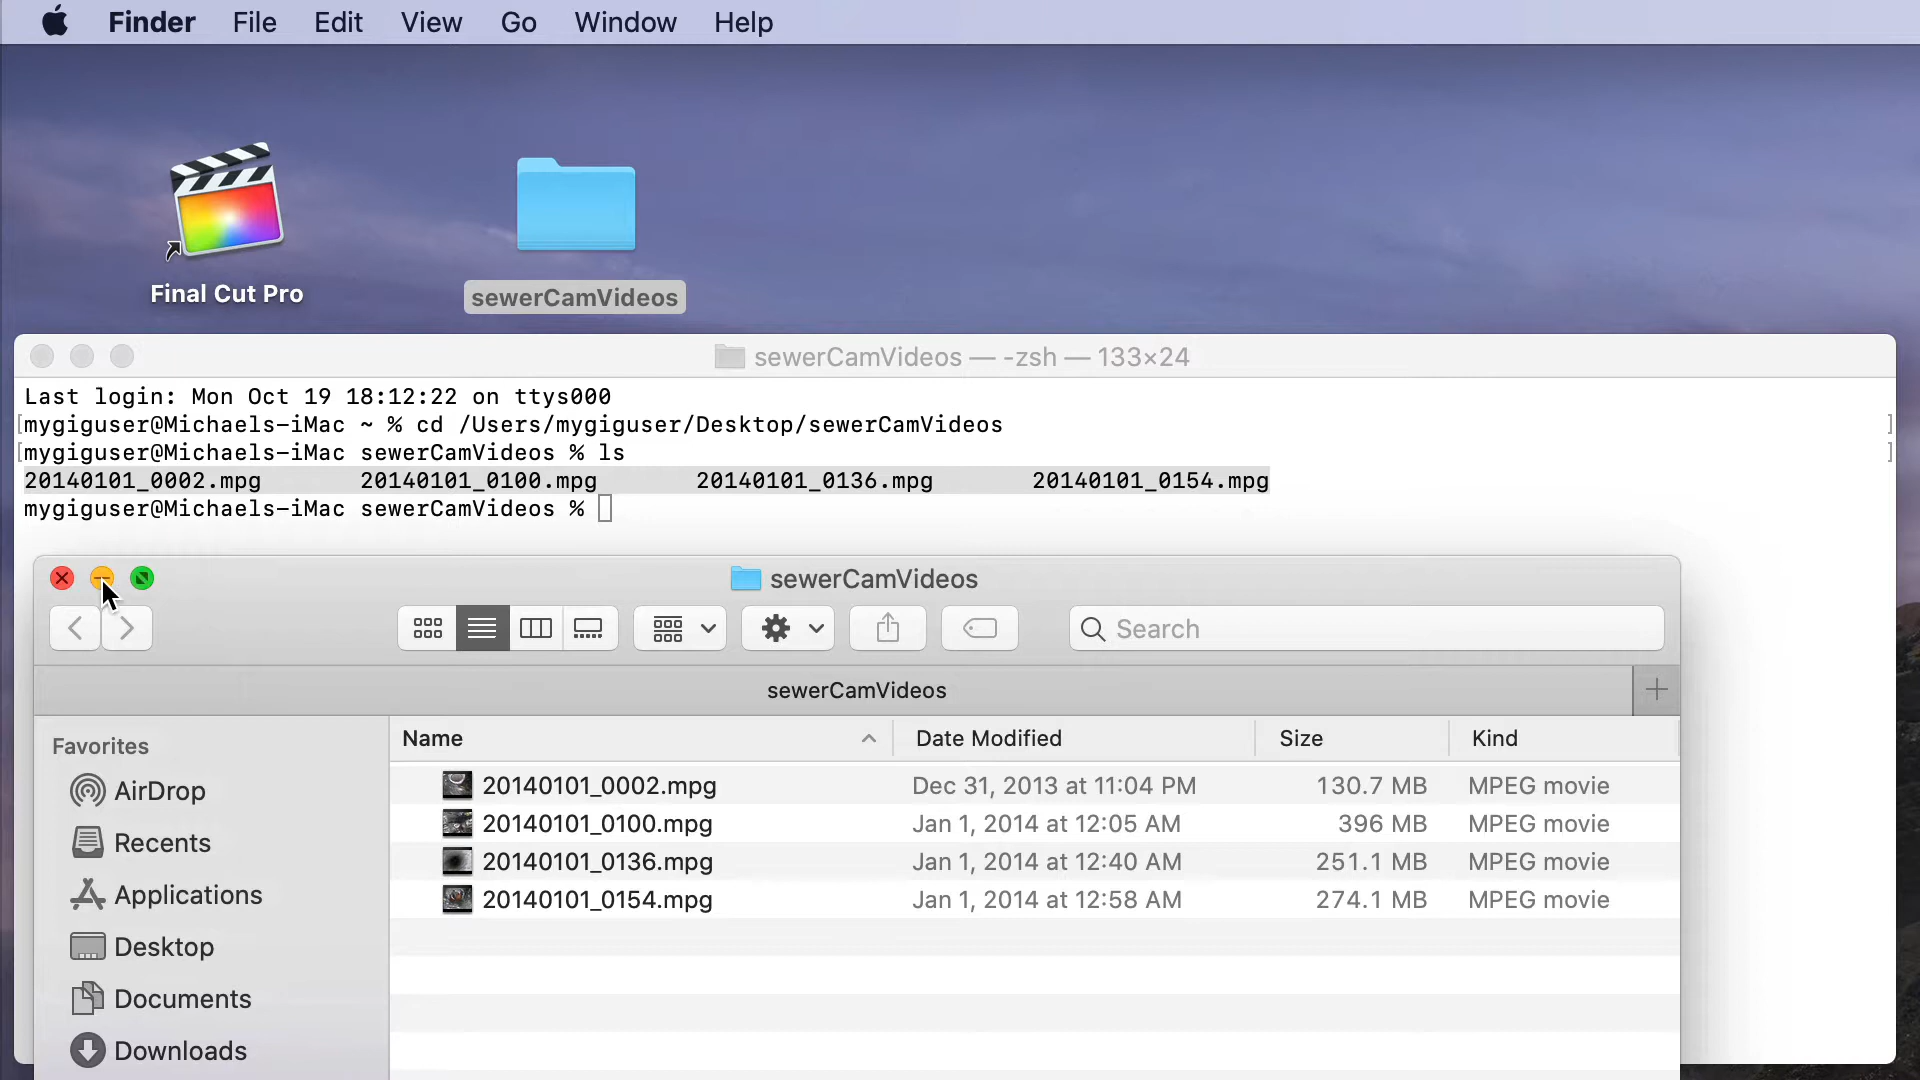 Finder File Edit View Go Window Help
Final Cut Pro
sewerCamVideos
sewerCamVideos — -zsh — 133×24
Last login: Mon Oct 19 18:12:22 on ttys000
[mygiguser@Michaels-iMac ~ % cd /Users/mygiguser/Desktop/sewerCamVideos ]
[mygiguser@Michaels-iMac sewerCamVideos % ls ]
20140101_0002.mpg 20140101_0100.mpg 20140101_0136.mpg 20140101_0154.mpg
mygiguser@Michaels-iMac sewerCamVideos %
sewerCamVideos
Search
sewerCamVideos
Favorites
AirDrop
Recents
Applications
Desktop
Documents
Downloads
Name Date Modified Size Kind
20140101_0002.mpg Dec 31, 2013 at 11:04 PM 130.7 MB MPEG movie
20140101_0100.mpg Jan 1, 2014 at 12:05 AM 396 MB MPEG movie
20140101_0136.mpg Jan 1, 2014 at 12:40 AM 251.1 MB MPEG movie
20140101_0154.mpg Jan 1, 2014 at 12:58 AM 274.1 MB MPEG movie